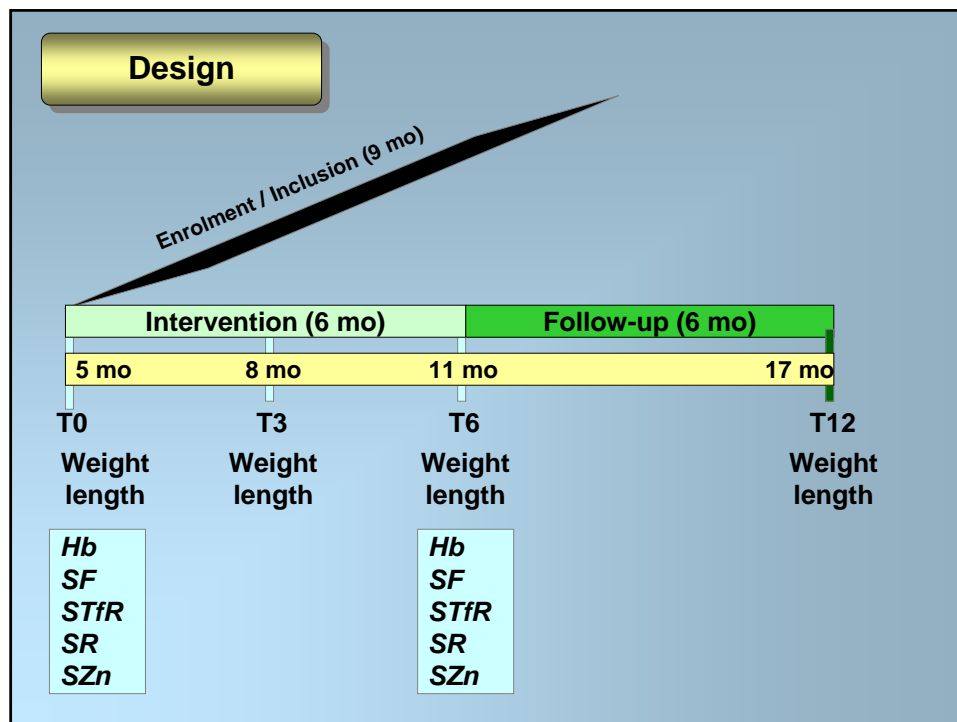 Design
Enrolment / Inclusion (9 mo)
Intervention (6 mo) Follow-up (6 mo)
5 mo 8 mo 11 mo 17 mo
T0 T3 T6 T12
Weight Weight Weight Weight
length length length length
Hb Hb
SF SF
STfR STfR
SR SR
SZn SZn